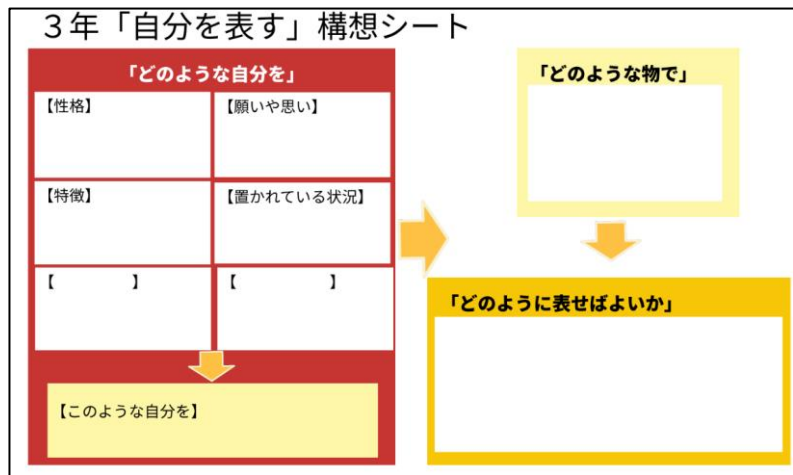 ３年「自分を表す」構想シート
「どのような自分を」
【性格】
【願いや思い】
【特徴】
【置かれている状況】
【　　　　】
【　　　　　】
【このような自分を】
「どのような物で」
「どのように表せばよいか」